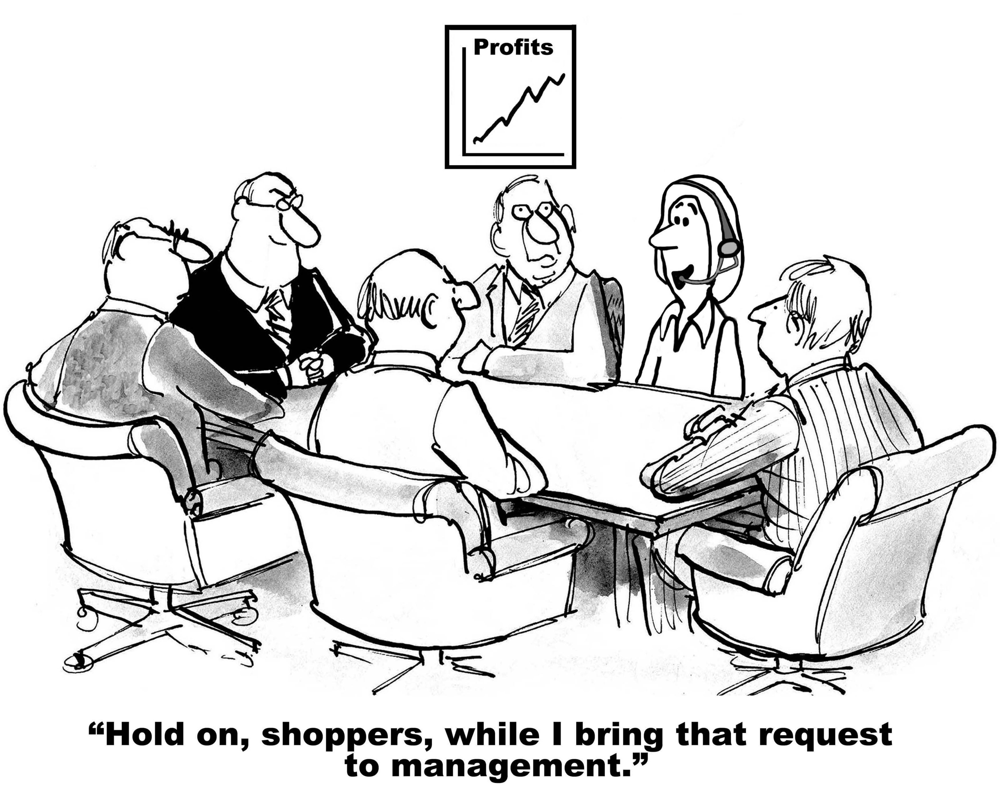 Profits
“Hold on, shoppers, while I bring that request
to management.”